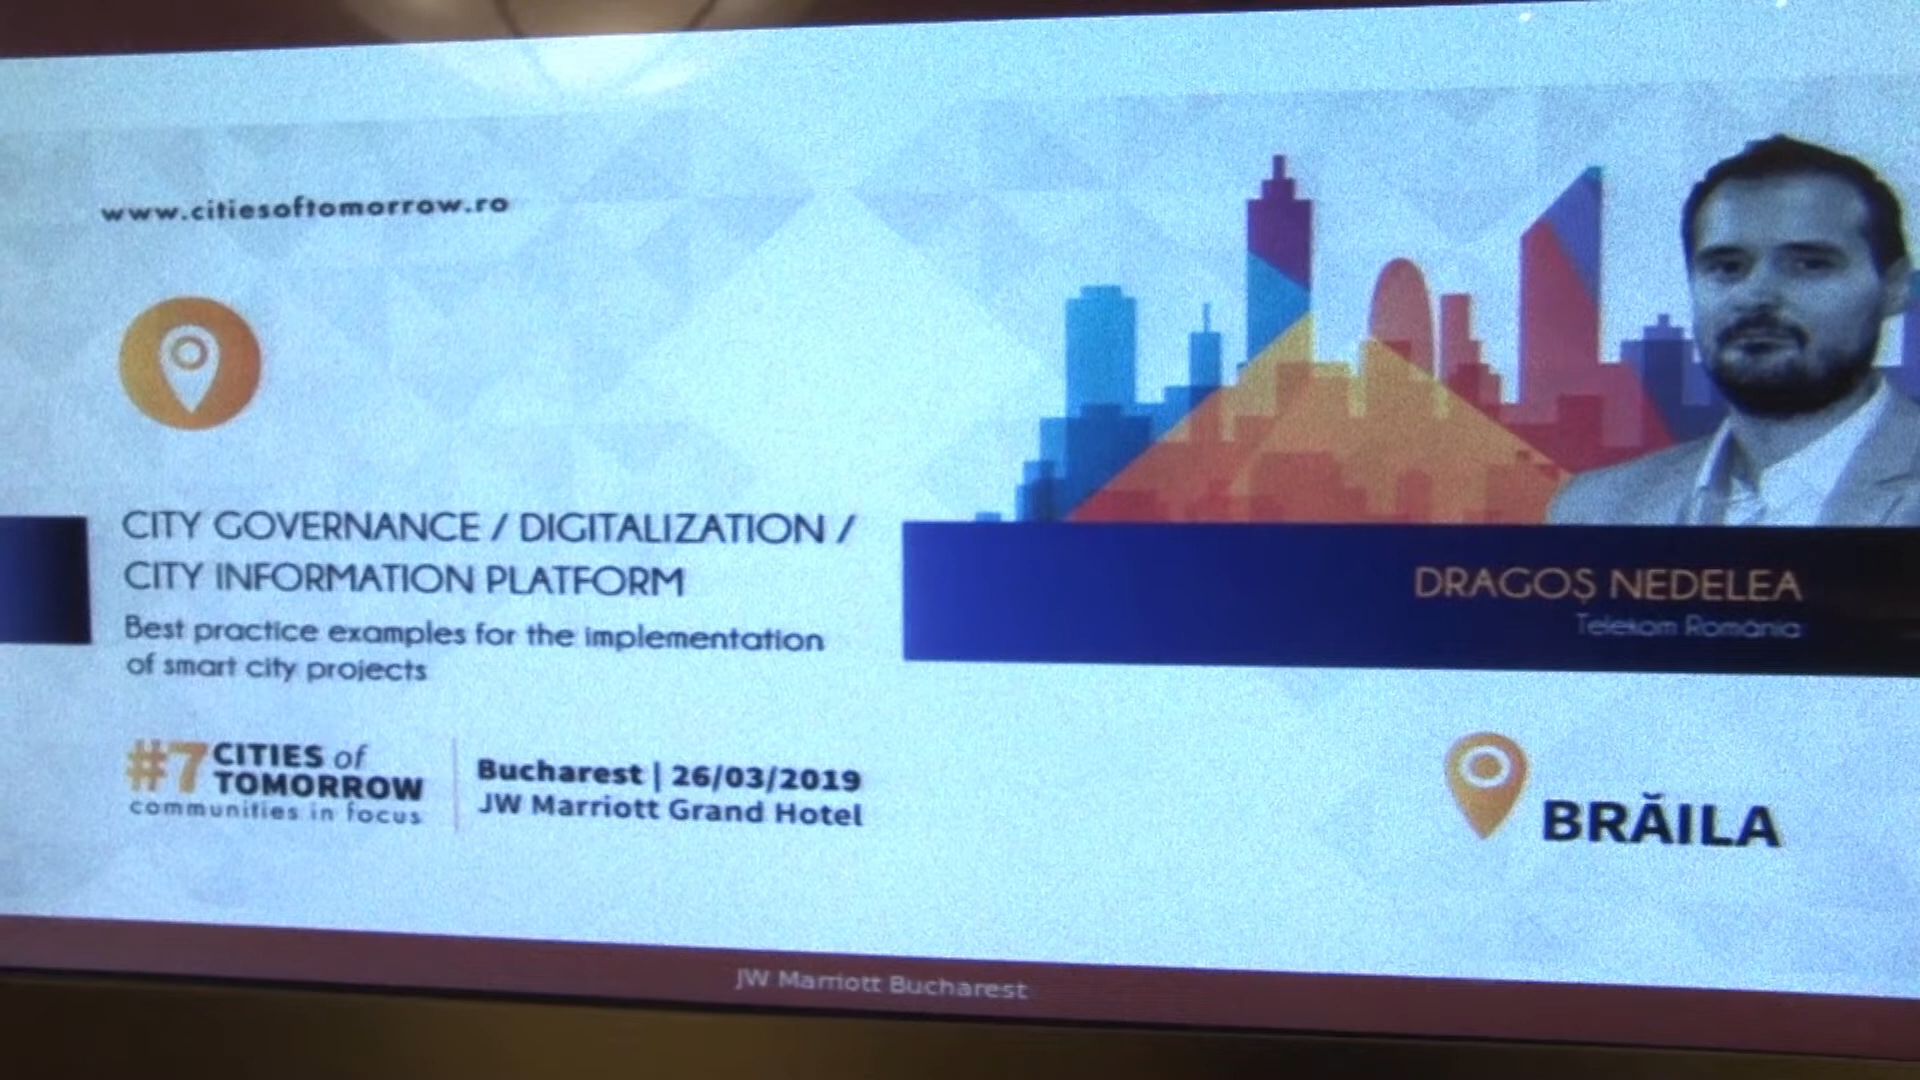 www.citiesoftomorrow.ro
CITY GOVERNANCE / DIGITALIZATION /
CITY INFORMATION PLATFORM
Best practice examples for the implementation
of smart city projects
DRAGOȘ NEDELEA
Telekom România
#7 CITIES of
TOMORROW
communities in focus
Bucharest | 26/03/2019
JW Marriott Grand Hotel
BRĂILA
JW Marriott Bucharest